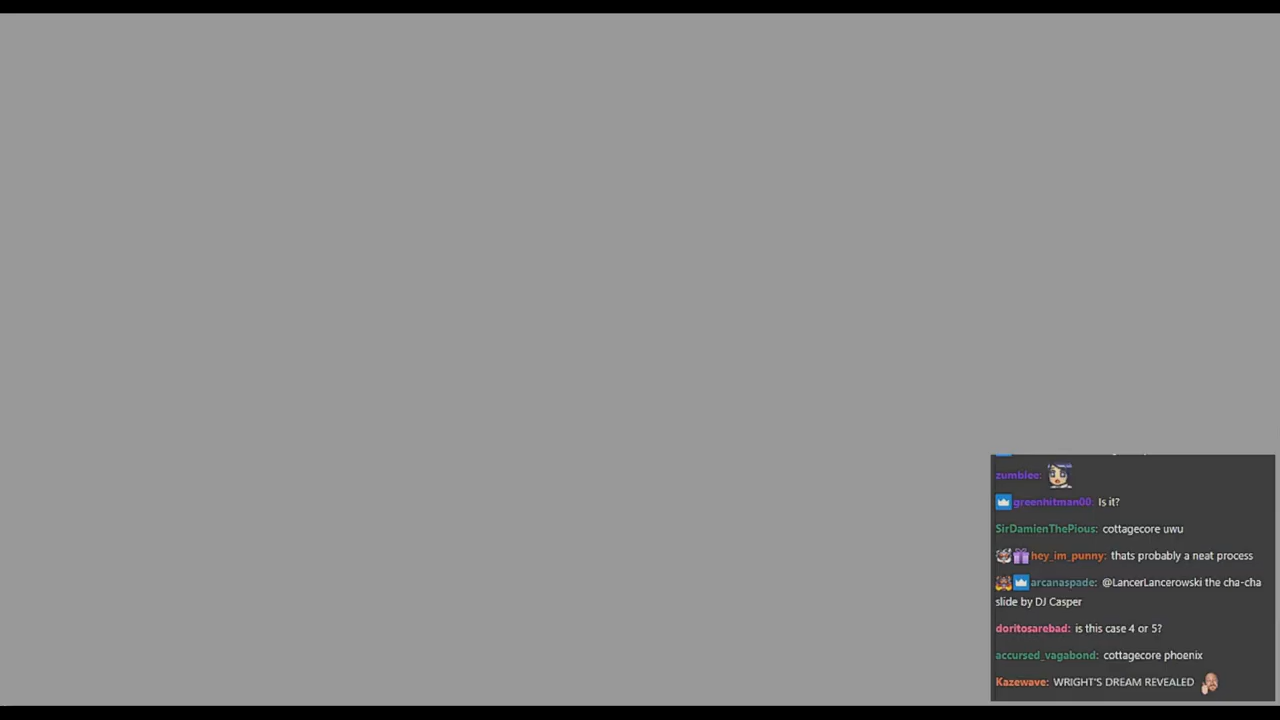 zumblee:
greenhitman00: Is it?
SirDamienThePious: cottagecore uwu
hey_im_punny: thats probably a neat process
arcanaspade: @LancerLancerowski the cha-cha
slide by DJ Casper
doritosarebad: is this case 4 or 5?
accursed_vagabond: cottagecore phoenix
Kazewave: WRIGHT'S DREAM REVEALED